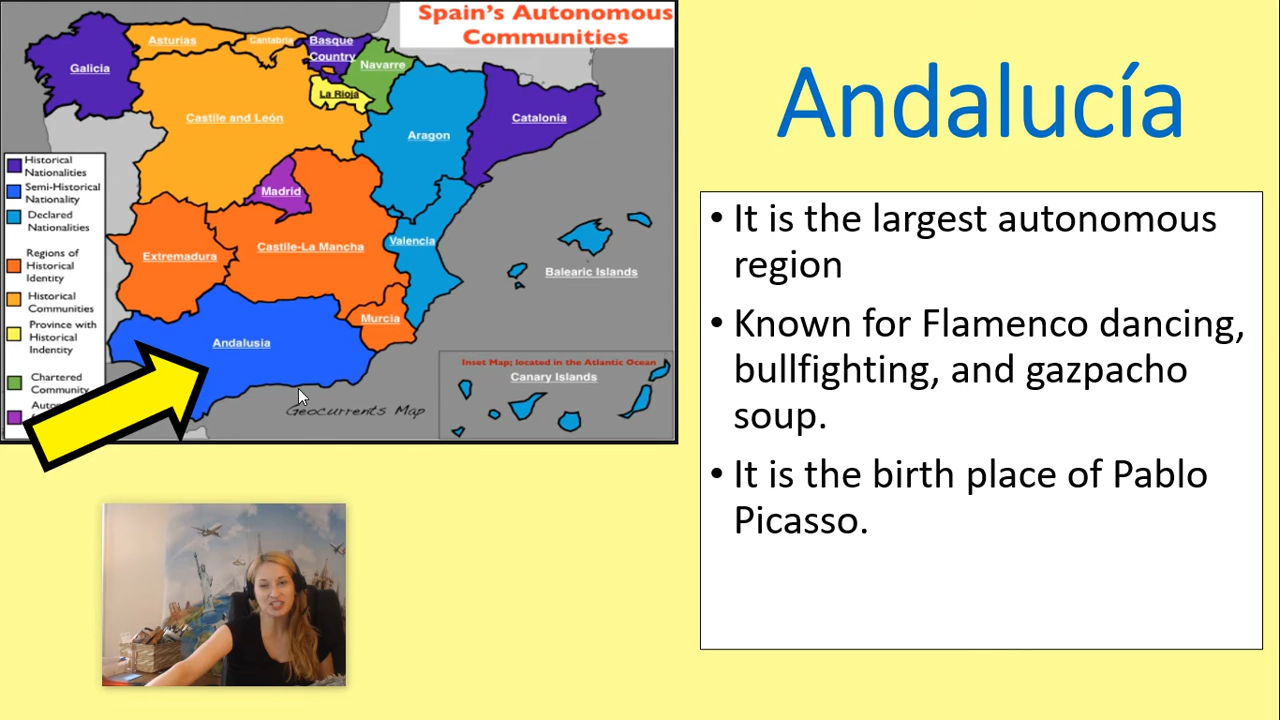 Spain's Autonomous
Communities
Asturias
Cantabria
Basque
Country
Galicia
Navarre
La Rioja
Castile and León
Aragon
Catalonia
Historical
Nationalities
Semi-Historical
Nationality
Declared
Nationalities
Regions of
Historical
Identity
Historical
Communities
Province with
Historical
Indentity
Chartered
Community
Madrid
Valencia
Castile-La Mancha
Extremadura
Balearic Islands
Murcia
Andalusia
Inset Map; located in the Atlantic Ocean
Canary Islands
Geocurrents Map
Andalucía
• It is the largest autonomous
region
• Known for Flamenco dancing,
bullfighting, and gazpacho
soup.
• It is the birth place of Pablo
Picasso.